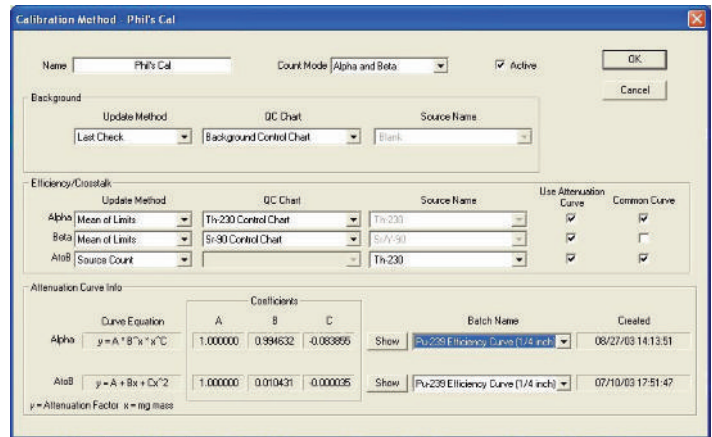 Calibration Method - Phil's Cal
Name Phil's Cal Count Mode Alpha and Beta Active OK
Cancel
Background
Update Method QC Chart Source Name
Last Check Background Control Chart Blank
Efficiency/Crosstalk
Update Method QC Chart Source Name Use Attenuation Curve Common Curve
Alpha Mean of Limits Th-230 Control Chart Th-230
Beta Mean of Limits Sr-90 Control Chart Sr/Y-90
AtoB Source Count Th-230
Attenuation Curve Info
Coefficients
Curve Equation A B C Batch Name Created
Alpha y = A * B^x * x^C 1.000000 0.994632 -0.083855 Show Pu-239 Efficiency Curve (1/4 inch) 08/27/03 14:13:51
AtoB y = A + Bx + Cx^2 1.000000 0.010431 -0.000035 Show Pu-239 Efficiency Curve (1/4 inch) 07/10/03 17:51:47
y = Attenuation Factor x = mg mass